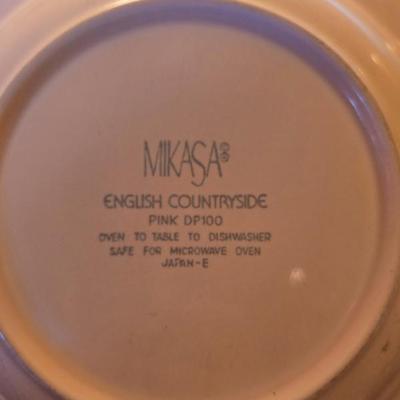 MIKASA®
ENGLISH COUNTRYSIDE
PINK DP100
OVEN TO TABLE TO DISHWASHER
SAFE FOR MICROWAVE OVEN
JAPAN-E